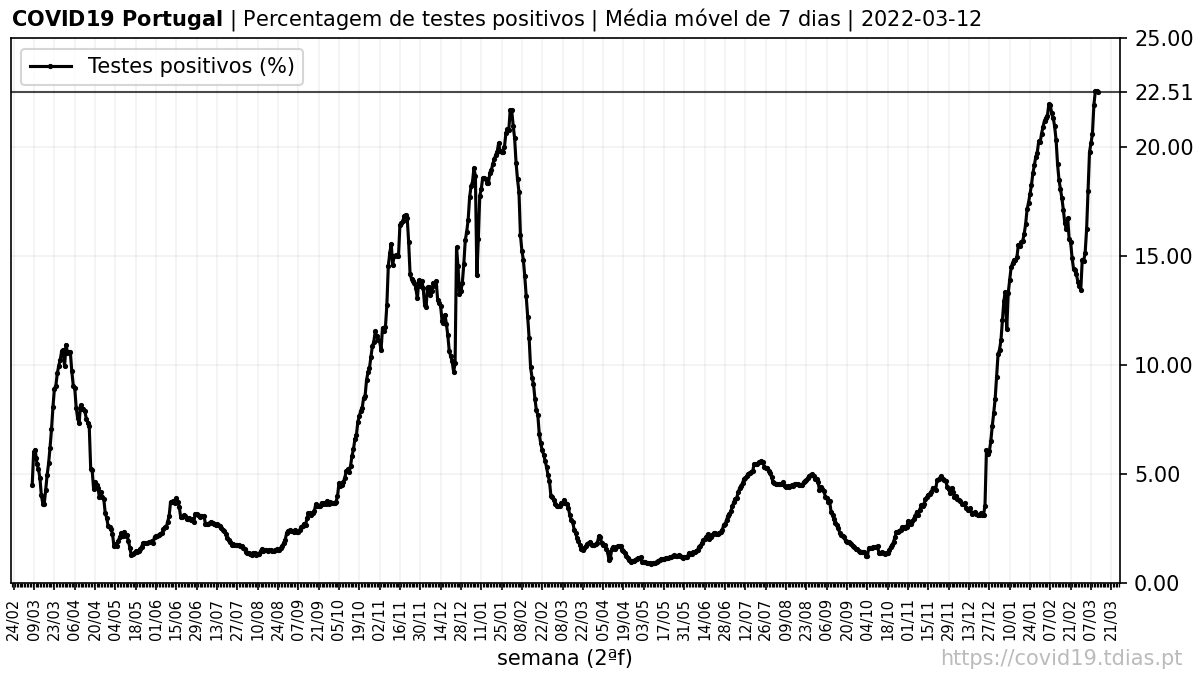 COVID19 Portugal | Percentagem de testes positivos | Média móvel de 7 dias | 2022-03-12
Testes positivos (%)
25.00
22.51
20.00
15.00
10.00
5.00
0.00
24/02 09/03 23/03 06/04 20/04 04/05 18/05 01/06 15/06 29/06 13/07 27/07 10/08 24/08 07/09 21/09 05/10 19/10 02/11 16/11 30/11 14/12 28/12 11/01 25/01 08/02 22/02 08/03 22/03 05/04 19/04 03/05 17/05 31/05 14/06 28/06 12/07 26/07 09/08 23/08 06/09 20/09 04/10 18/10 01/11 15/11 29/11 13/12 27/12 10/01 24/01 07/02 21/02 07/03 21/03
semana (2ªf)
https://covid19.tdias.pt